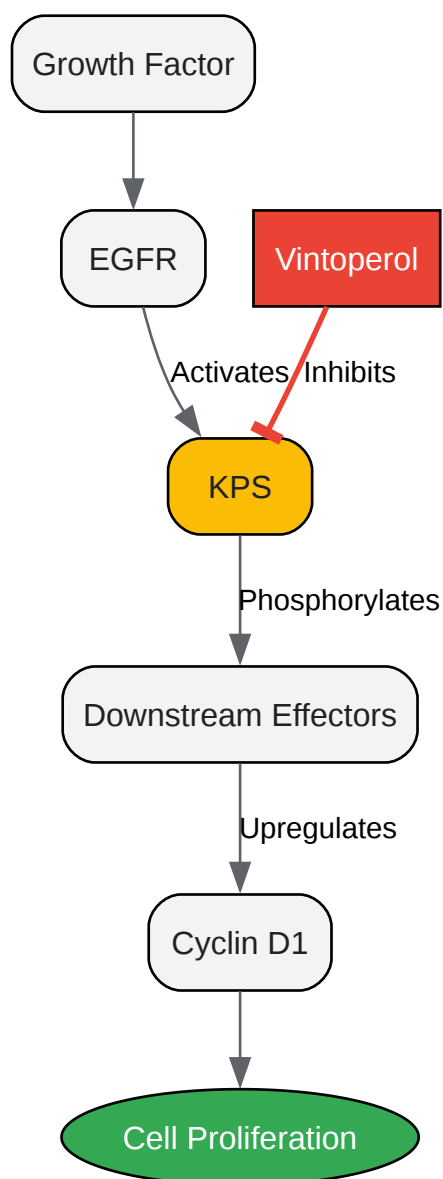 Growth Factor
EGFR
Vintoperol
Activates
Inhibits
KPS
Phosphorylates
Downstream Effectors
Upregulates
Cyclin D1
Cell Proliferation